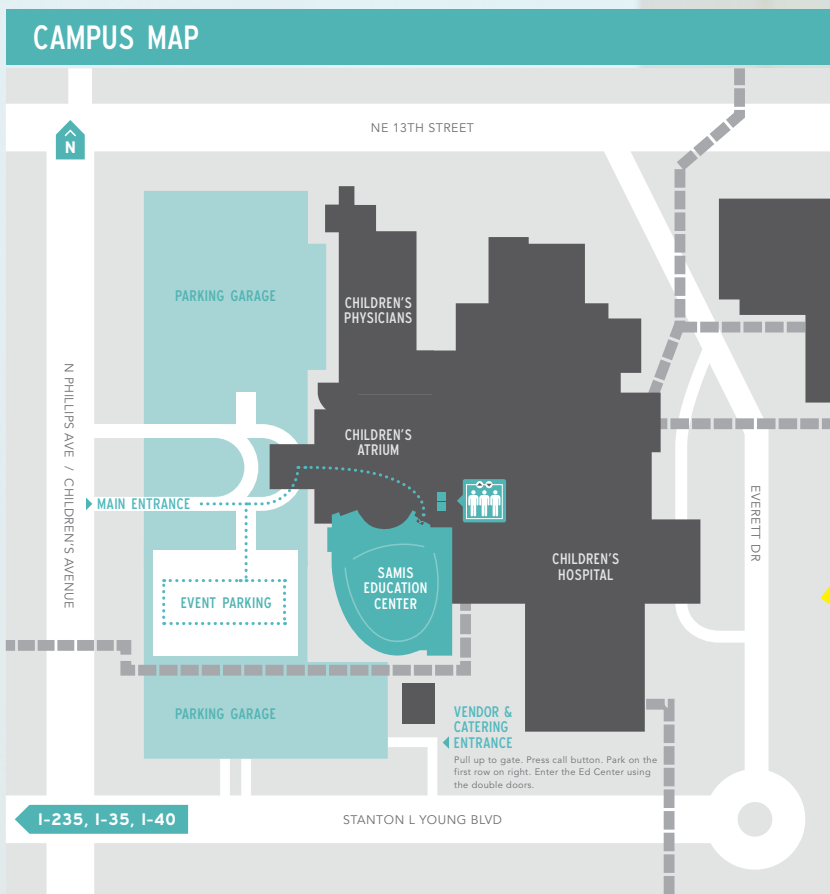 CAMPUS MAP
NE 13TH STREET
N
PARKING GARAGE
CHILDREN'S
PHYSICIANS
N PHILLIPS AVE / CHILDREN'S AVENUE
CHILDREN'S
ATRIUM
MAIN ENTRANCE
EVERETT DR
CHILDREN'S
HOSPITAL
SAMIS
EDUCATION
CENTER
EVENT PARKING
PARKING GARAGE
VENDOR &
CATERING
ENTRANCE
Pull up to gate. Press call button. Park on the
first row on right. Enter the Ed Center using
the double doors.
I-235, I-35, I-40
STANTON L YOUNG BLVD